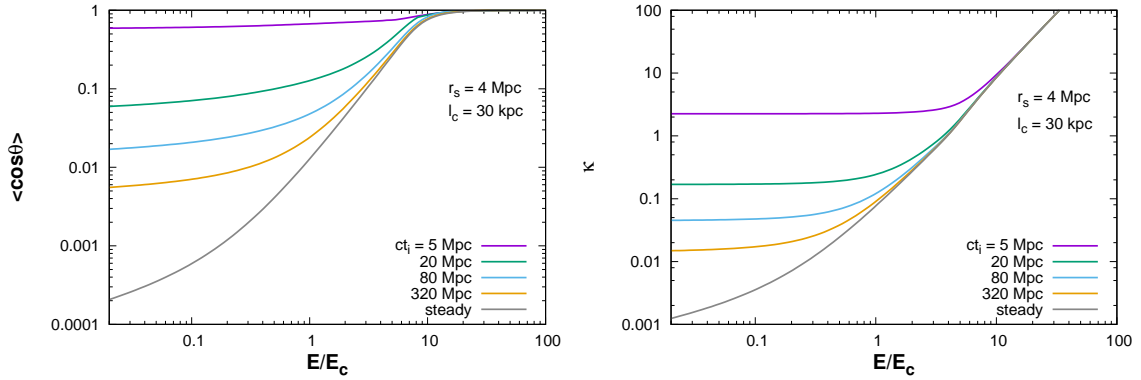 1
0.1
0.01
0.001
0.0001
<cosθ>
r_s = 4 Mpc
l_c = 30 kpc
ct_i = 5 Mpc
20 Mpc
80 Mpc
320 Mpc
steady
0.1 1 10 100
E/E_c
100
10
1
0.1
0.01
0.001
κ
r_s = 4 Mpc
l_c = 30 kpc
ct_i = 5 Mpc
20 Mpc
80 Mpc
320 Mpc
steady
0.1 1 10 100
E/E_c